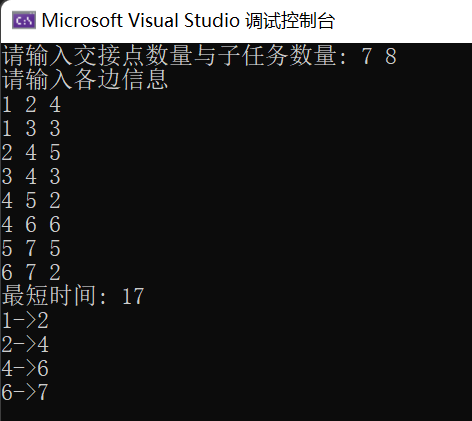 Microsoft Visual Studio 调试控制台
请输入交接点数量与子任务数量: 7 8
请输入各边信息
1 2 4
1 3 3
2 4 5
3 4 3
4 5 2
4 6 6
5 7 5
6 7 2
最短时间: 17
1->2
2->4
4->6
6->7